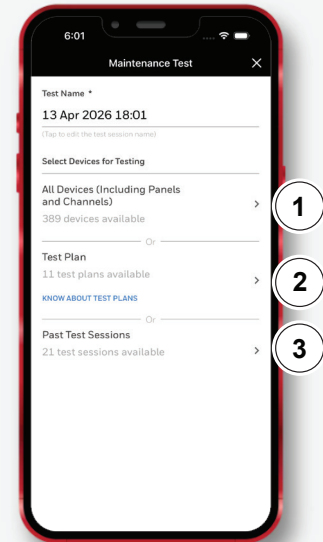 6:01
Maintenance Test
Test Name *
13 Apr 2026 18:01
(Tap to edit the test session name)
Select Devices for Testing
All Devices (Including Panels
and Channels)
389 devices available
1
Or
Test Plan
11 test plans available
2
KNOW ABOUT TEST PLANS
Or
Past Test Sessions
21 test sessions available
3